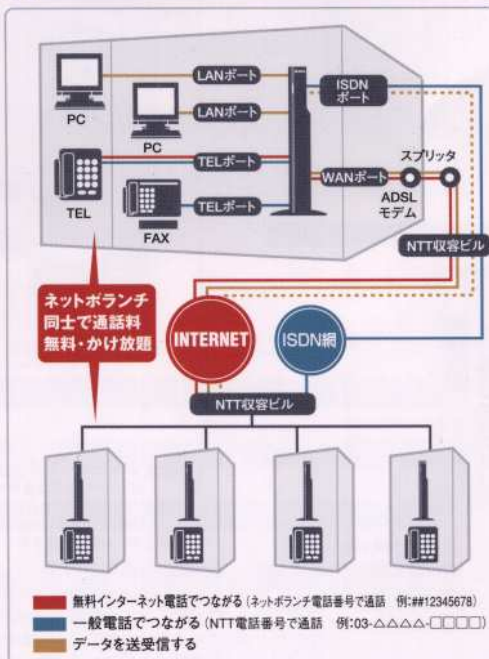 LANポート
ISDN
ポート
PC
LANポート
PC
スプリッタ
TELポート
WANポート
ADSL
モデム
TEL
TELポート
FAX
NTT収容ビル
ネットボランチ
同士で通話料
無料・かけ放題
INTERNET
ISDN網
NTT収容ビル
無料インターネット電話でつながる (ネットボランチ電話番号で通話 例:##12345678)
一般電話でつながる (NTT電話番号で通話 例:03-△△△△-□□□□)
データを送受信する